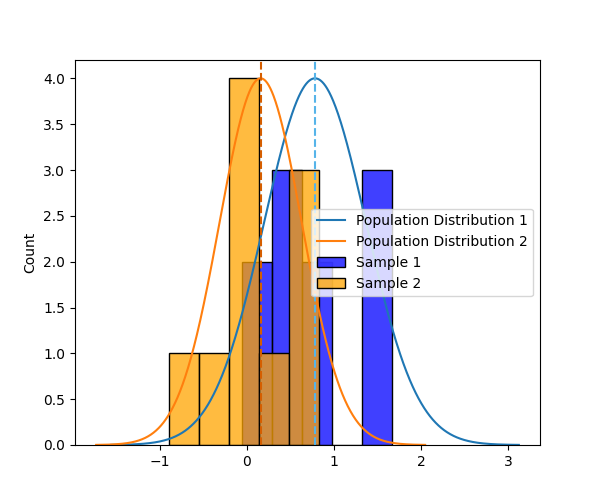 4.0
3.5
3.0
2.5
2.0
1.5
1.0
0.5
0.0
Count
Population Distribution 1
Population Distribution 2
Sample 1
Sample 2
−1 0 1 2 3